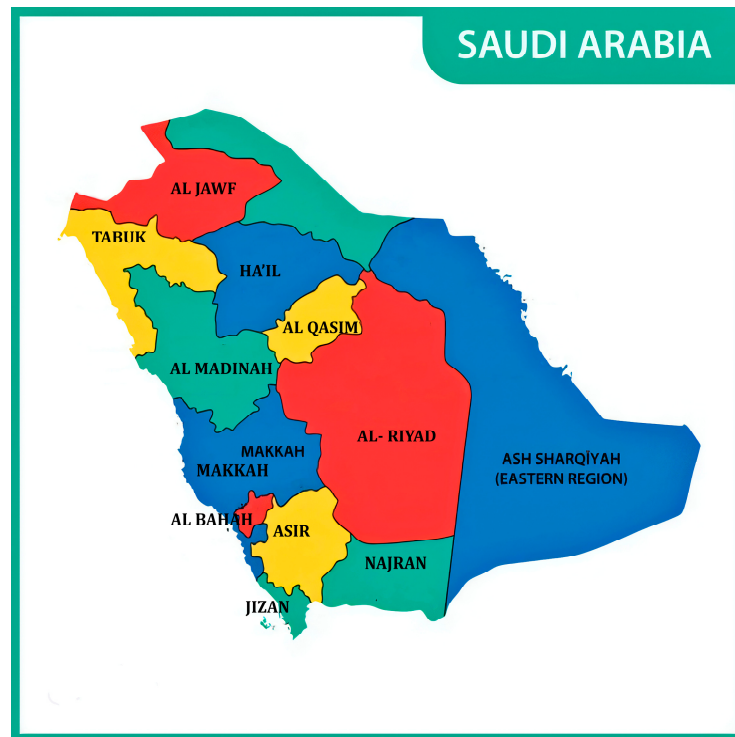 SAUDI ARABIA
AL JAWF
TABUK
HA'IL
AL QASIM
AL MADINAH
AL- RIYAD
MAKKAH
MAKKAH
ASH SHARQĪYAH
(EASTERN REGION)
AL BAHAH
ASIR
NAJRAN
JIZAN